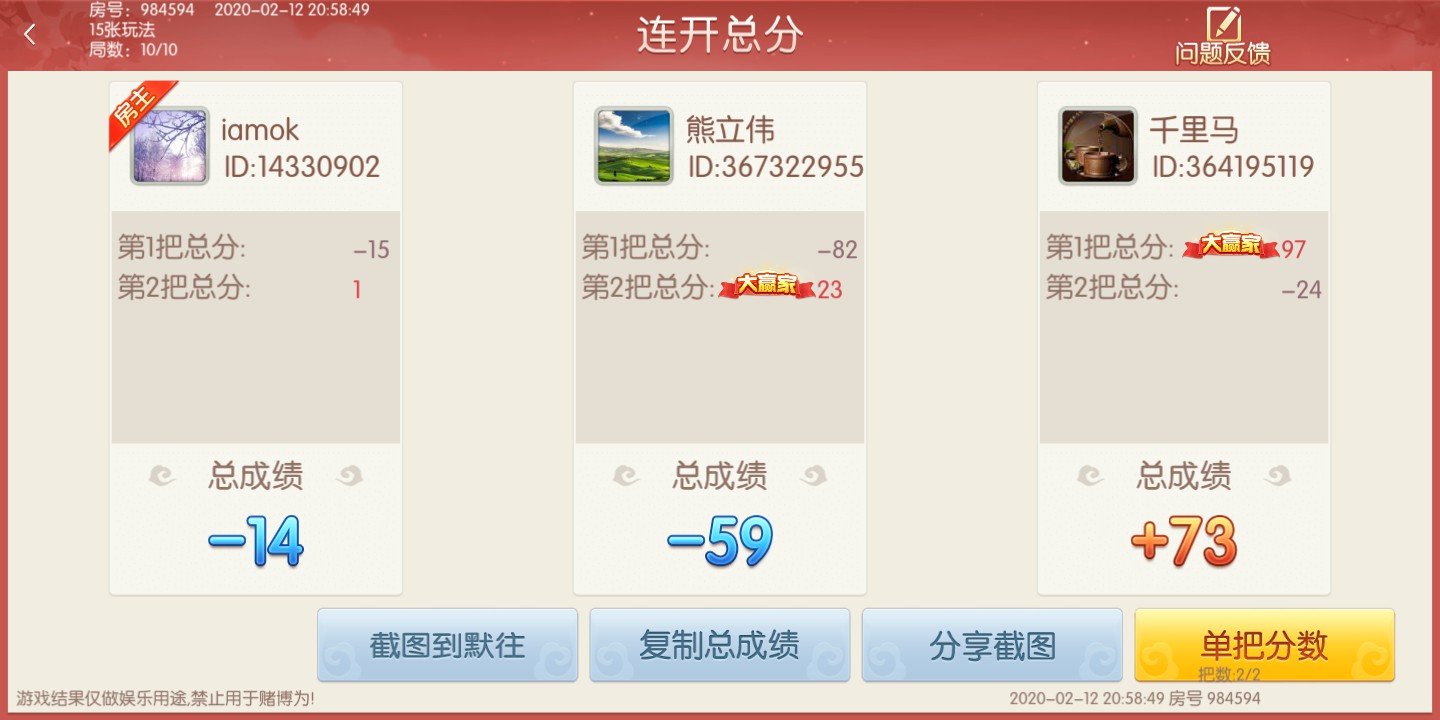 房号：984594 2020-02-12 20:58:49
15张玩法
局数：10/10
连开总分
问题反馈
房主
iamok
ID:14330902
第1把总分: -15
第2把总分: 1
总成绩
-14
熊立伟
ID:367322955
第1把总分: -82
第2把总分: 大赢家 23
总成绩
-59
千里马
ID:364195119
第1把总分: 大赢家 97
第2把总分: -24
总成绩
+73
截图到默往
复制总成绩
分享截图
单把分数
把数:2/2
游戏结果仅做娱乐用途,禁止用于赌博为!
2020-02-12 20:58:49 房号 984594